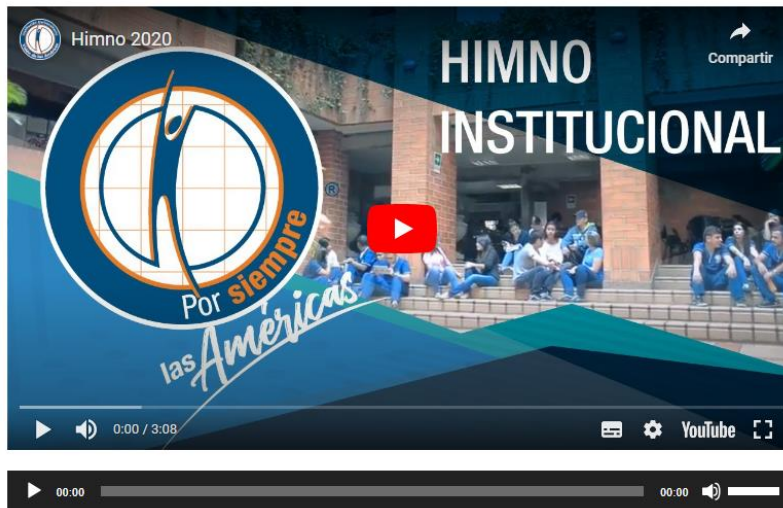 Himno 2020
Compartir
HIMNO
INSTITUCIONAL
®
Por siempre
las Américas
0:00 / 3:08
YouTube
00:00
00:00